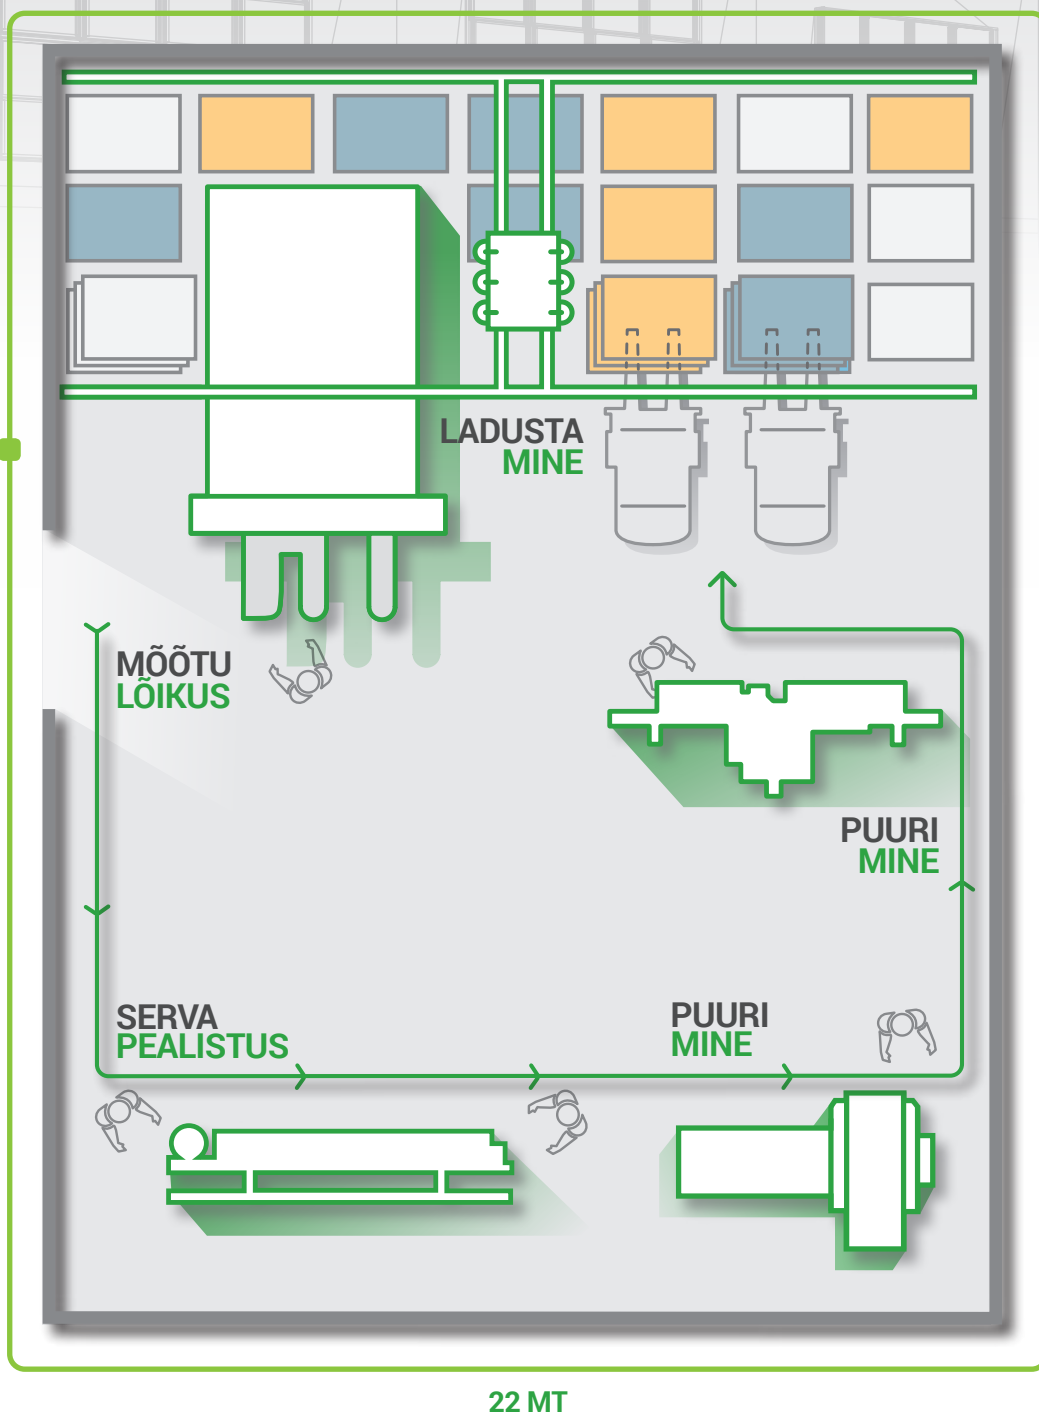 LADUSTA
MINE
MÕÕTU
LÕIKUS
PUURI
MINE
SERVA
PEALISTUS
PUURI
MINE
22 MT